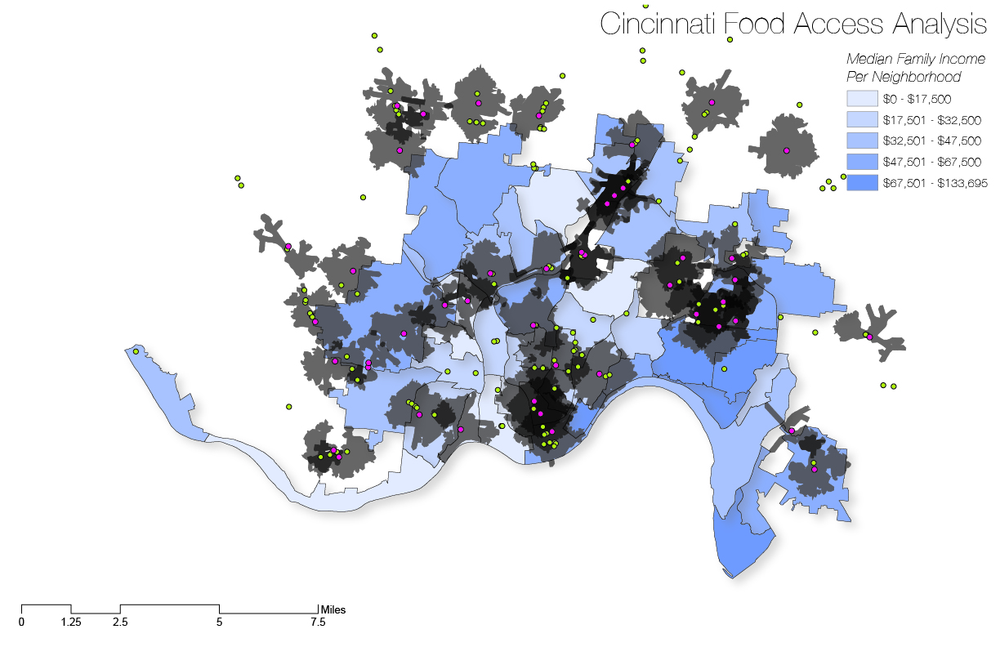 Cincinnati Food Access Analysis
Median Family Income
Per Neighborhood
$0 - $17,500
$17,501 - $32,500
$32,501 - $47,500
$47,501 - $67,500
$67,501 - $133,695
Miles
0 1.25 2.5 5 7.5